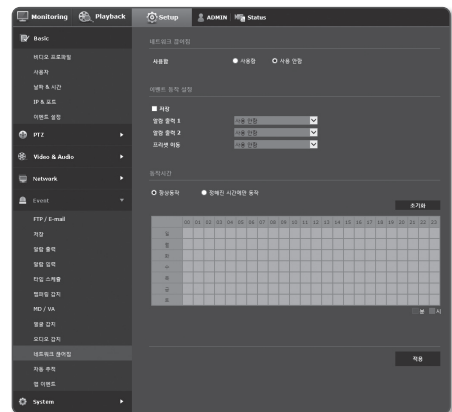 Monitoring Playback Setup ADMIN Status
Basic
비디오 프로파일
사용자
날짜 & 시간
IP & 포트
이벤트 설정
PTZ
Video & Audio
Network
Event
FTP / E-mail
저장
알람 출력
알람 입력
타임 스케쥴
탬퍼링 감지
MD / VA
얼굴 감지
오디오 감지
네트워크 끊어짐
자동 추적
앱 이벤트
System
네트워크 끊어짐
사용함 사용함 사용 안함
이벤트 동작 설정
저장
알람 출력 1 사용 안함
알람 출력 2 사용 안함
프리셋 이동 사용 안함
동작시간
항상동작 정해진 시간에만 동작
초기화
00 01 02 03 04 05 06 07 08 09 10 11 12 13 14 15 16 17 18 19 20 21 22 23
일
월
화
수
목
금
토
분 시
적용